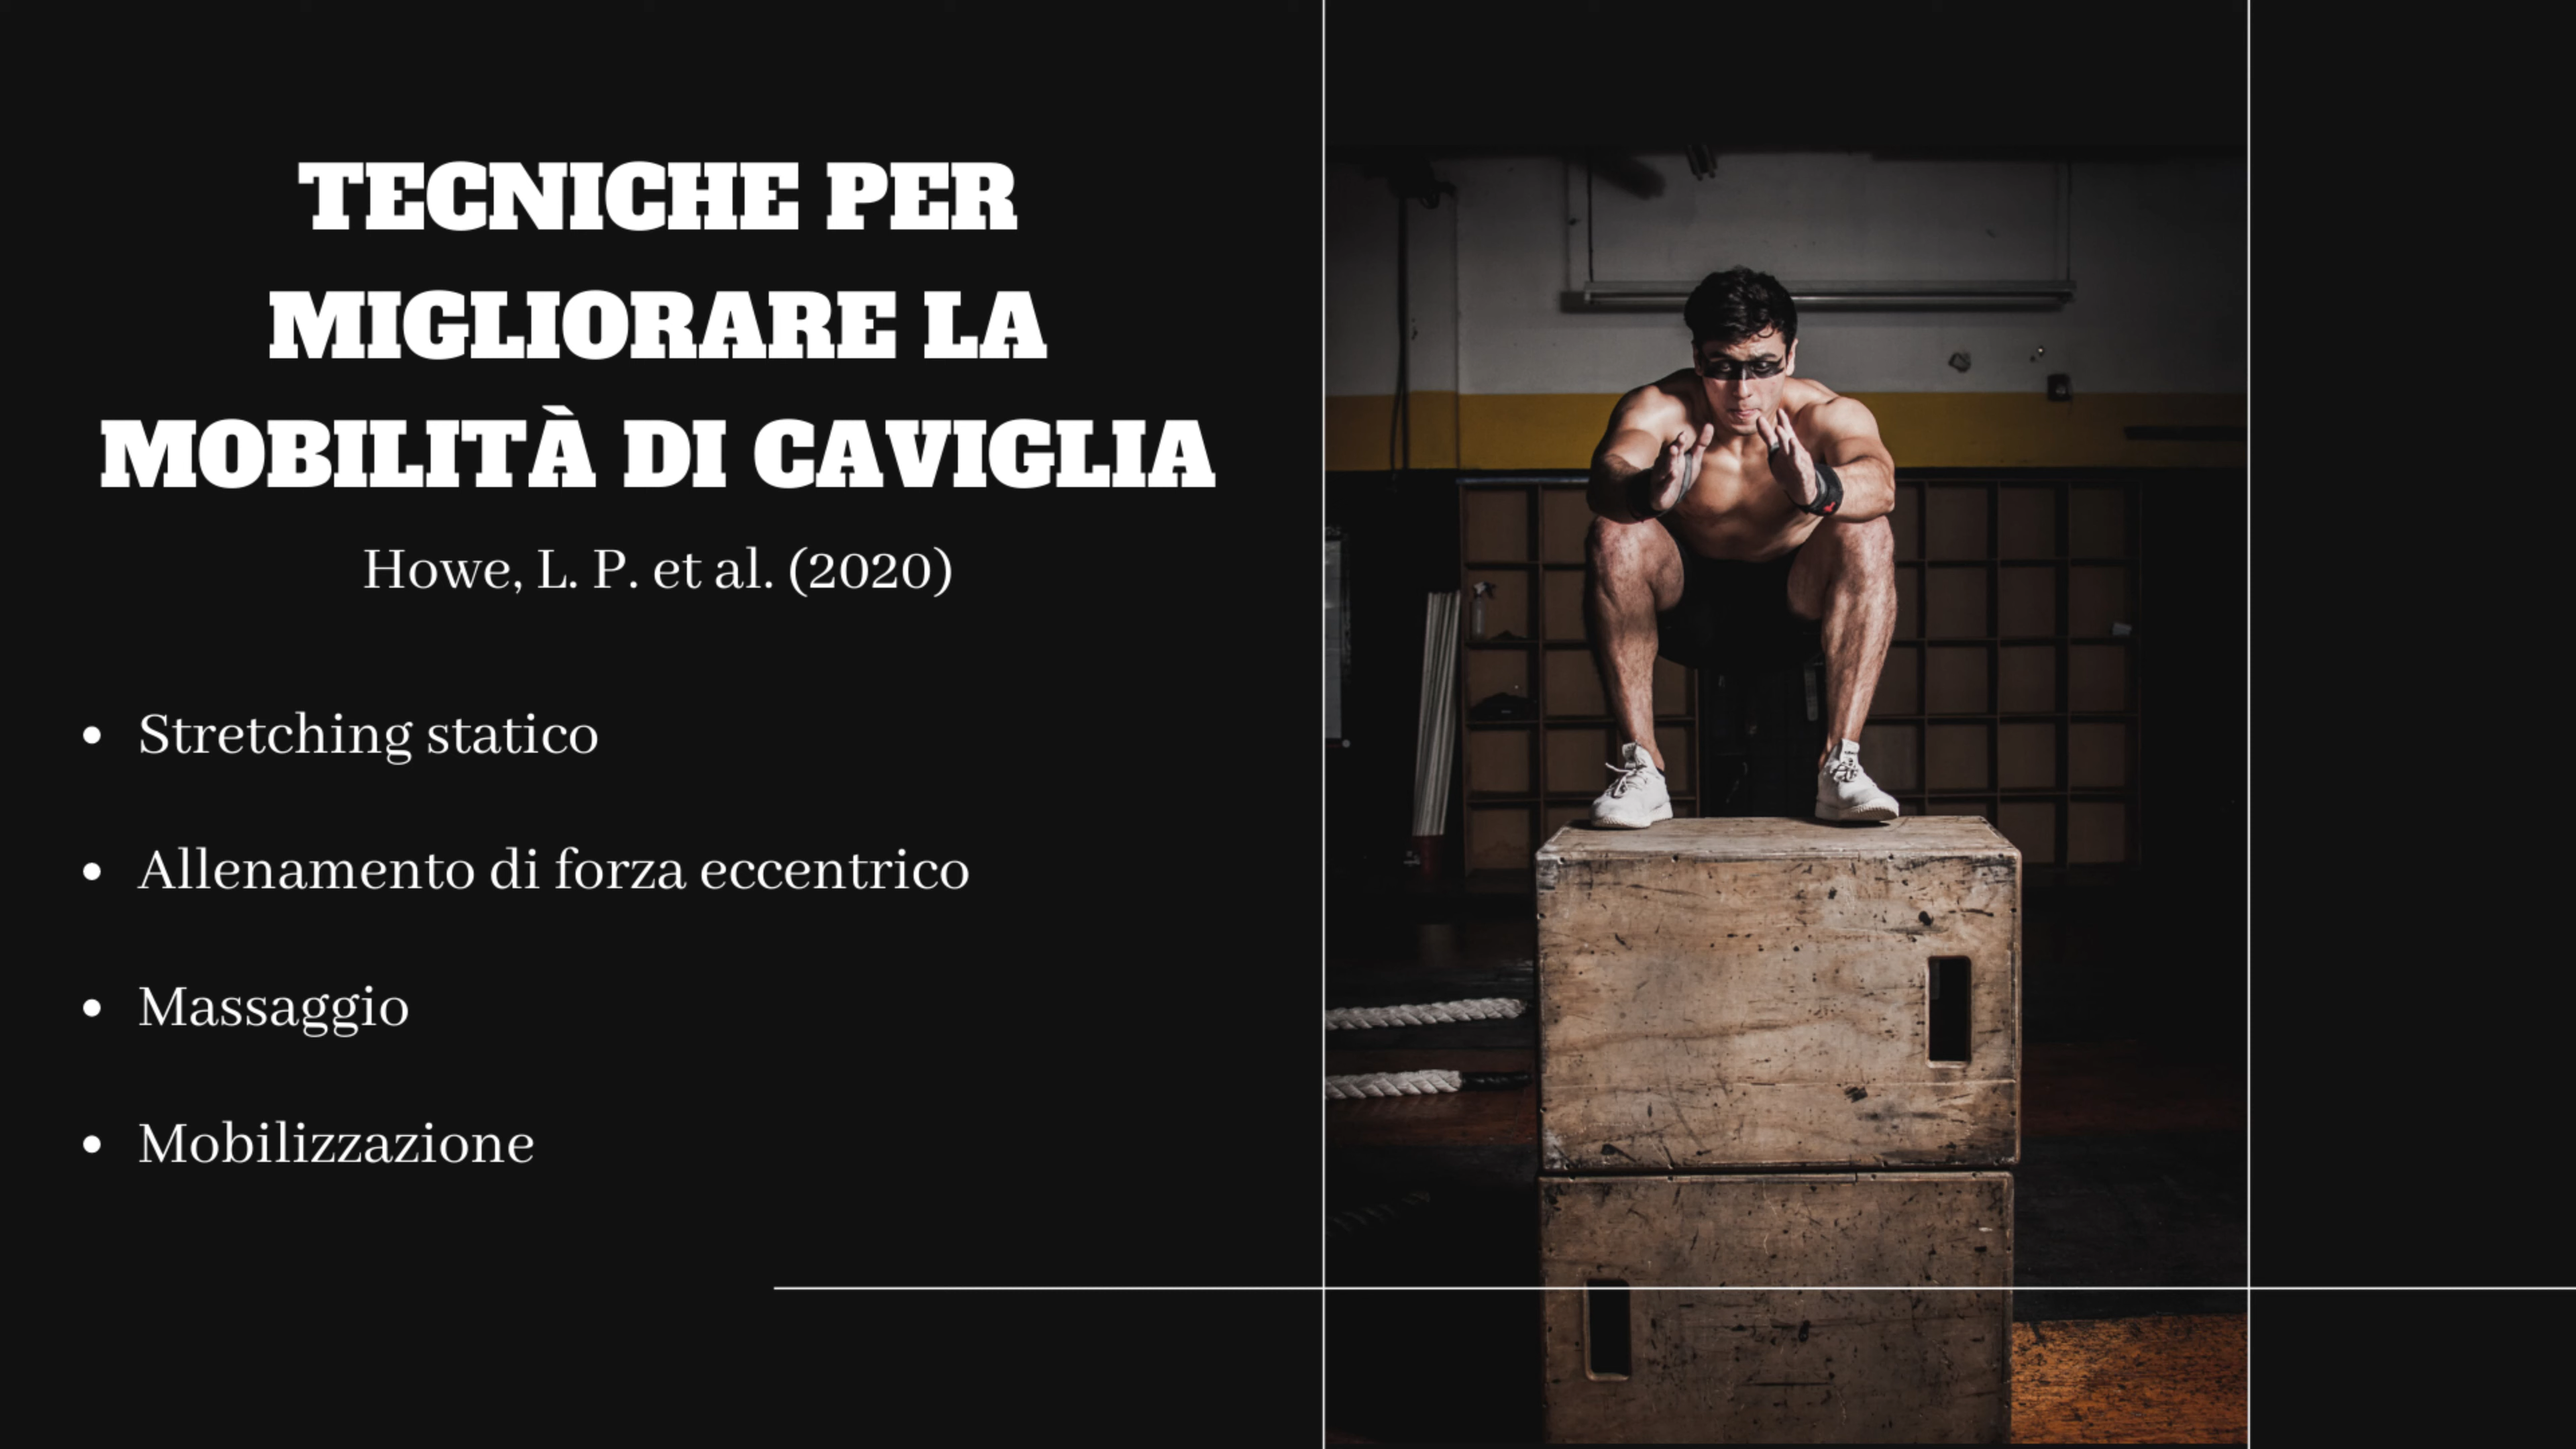 TECNICHE PER
MIGLIORARE LA
MOBILITÀ DI CAVIGLIA
Howe, L. P. et al. (2020)
• Stretching statico
• Allenamento di forza eccentrico
• Massaggio
• Mobilizzazione